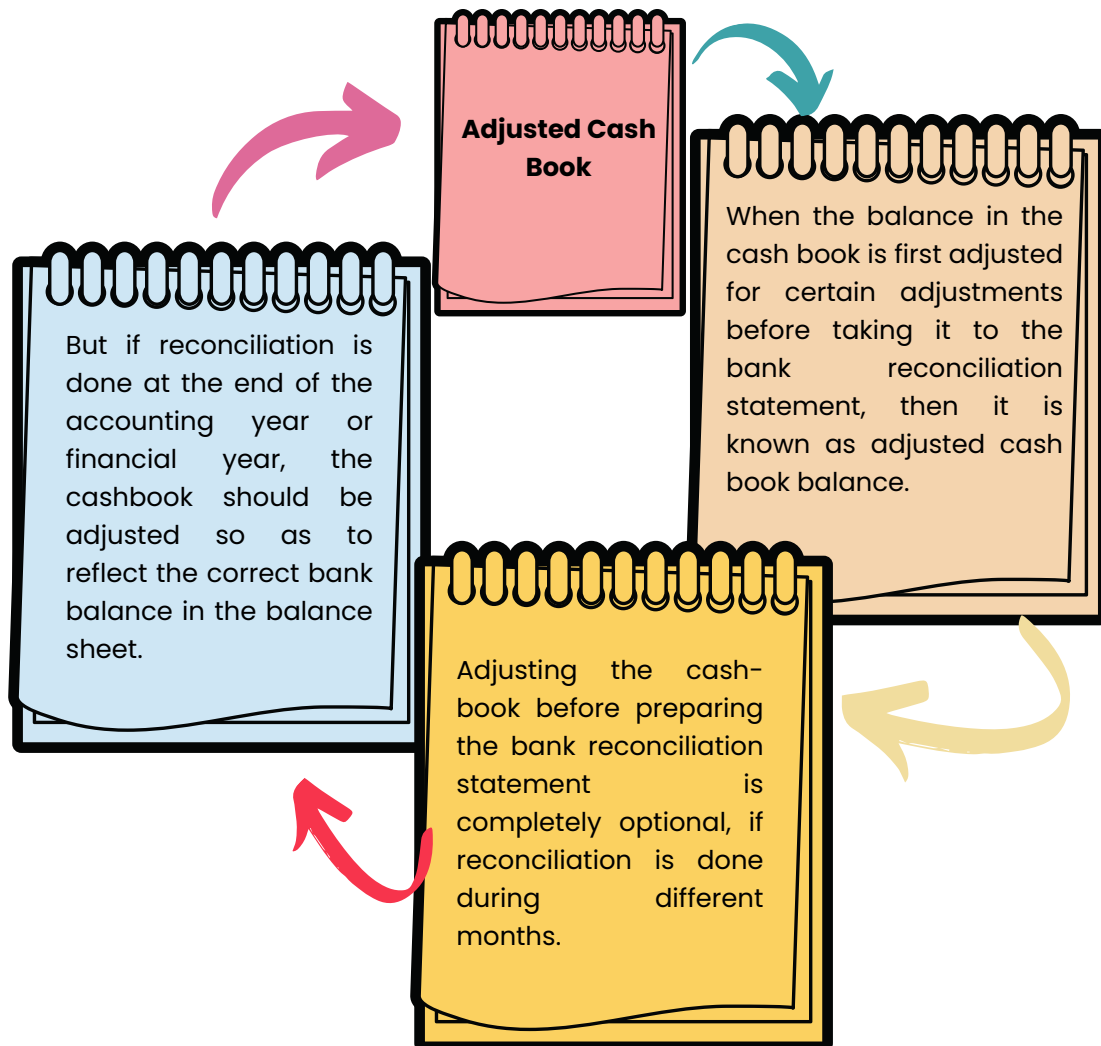 Adjusted Cash
Book
When the balance in the
cash book is first adjusted
for certain adjustments
before taking it to the
bank reconciliation
statement, then it is
known as adjusted cash
book balance.
Adjusting the cash-
book before preparing
the bank reconciliation
statement is
completely optional, if
reconciliation is done
during different
months.
But if reconciliation is
done at the end of the
accounting year or
financial year, the
cashbook should be
adjusted so as to
reflect the correct bank
balance in the balance
sheet.